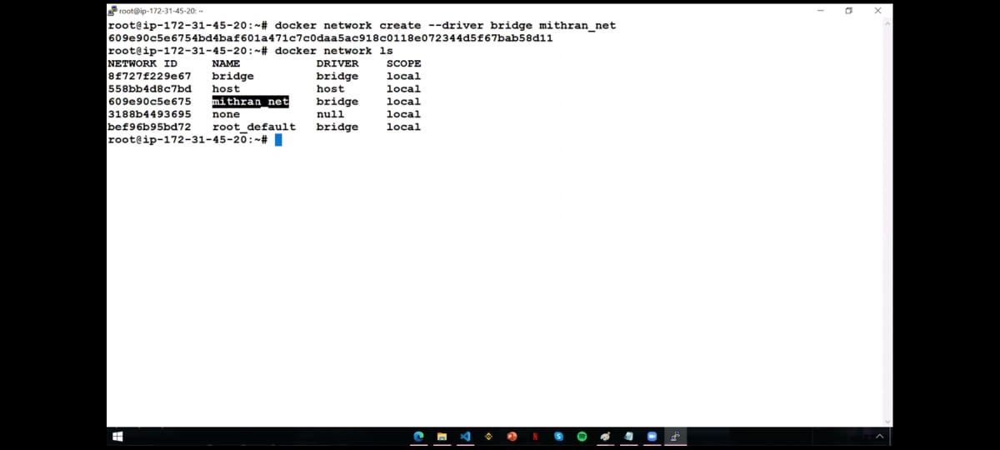 root@ip-172-31-45-20: ~
root@ip-172-31-45-20:~# docker network create --driver bridge mithran_net
609e90c5e6754bd4baf601a471c7c0daa5ac918c0118e072344d5f67bab58d11
root@ip-172-31-45-20:~# docker network ls
NETWORK ID NAME DRIVER SCOPE
8f727f229e67 bridge bridge local
558bb4d8c7bd host host local
609e90c5e675 mithran_net bridge local
3188b4493695 none null local
bef96b95bd72 root_default bridge local
root@ip-172-31-45-20:~#